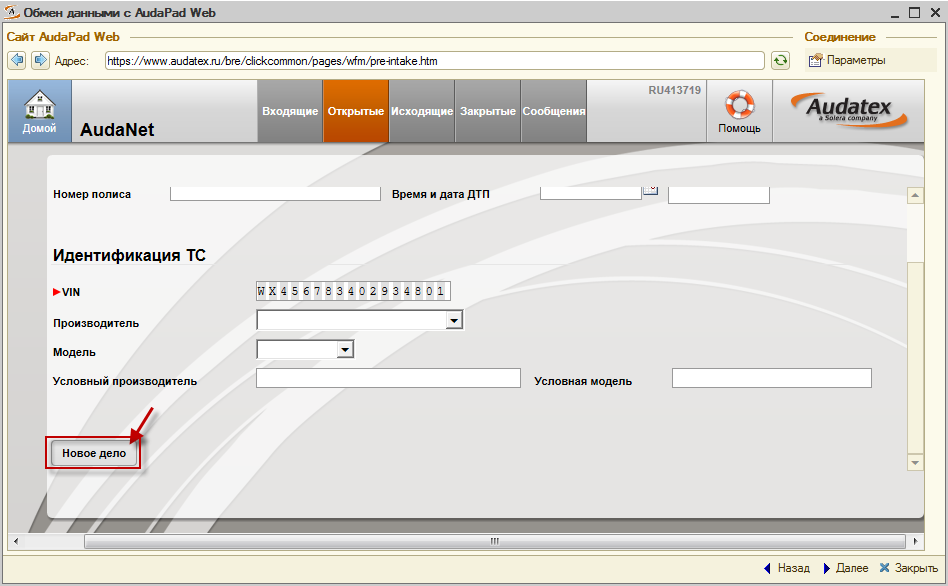 Обмен данными с AudaPad Web
Сайт AudaPad Web
Соединение
Адрес: https://www.audatex.ru/bre/clickcommon/pages/wfm/pre-intake.htm
Параметры
Домой
AudaNet
Входящие Открытые Исходящие Закрытые Сообщения
RU413719
Помощь
Audatex
a Solera company
Номер полиса Время и дата ДТП
Идентификация ТС
VIN WX456783402934801
Производитель
Модель
Условный производитель Условная модель
Новое дело
Назад Далее Закрыть